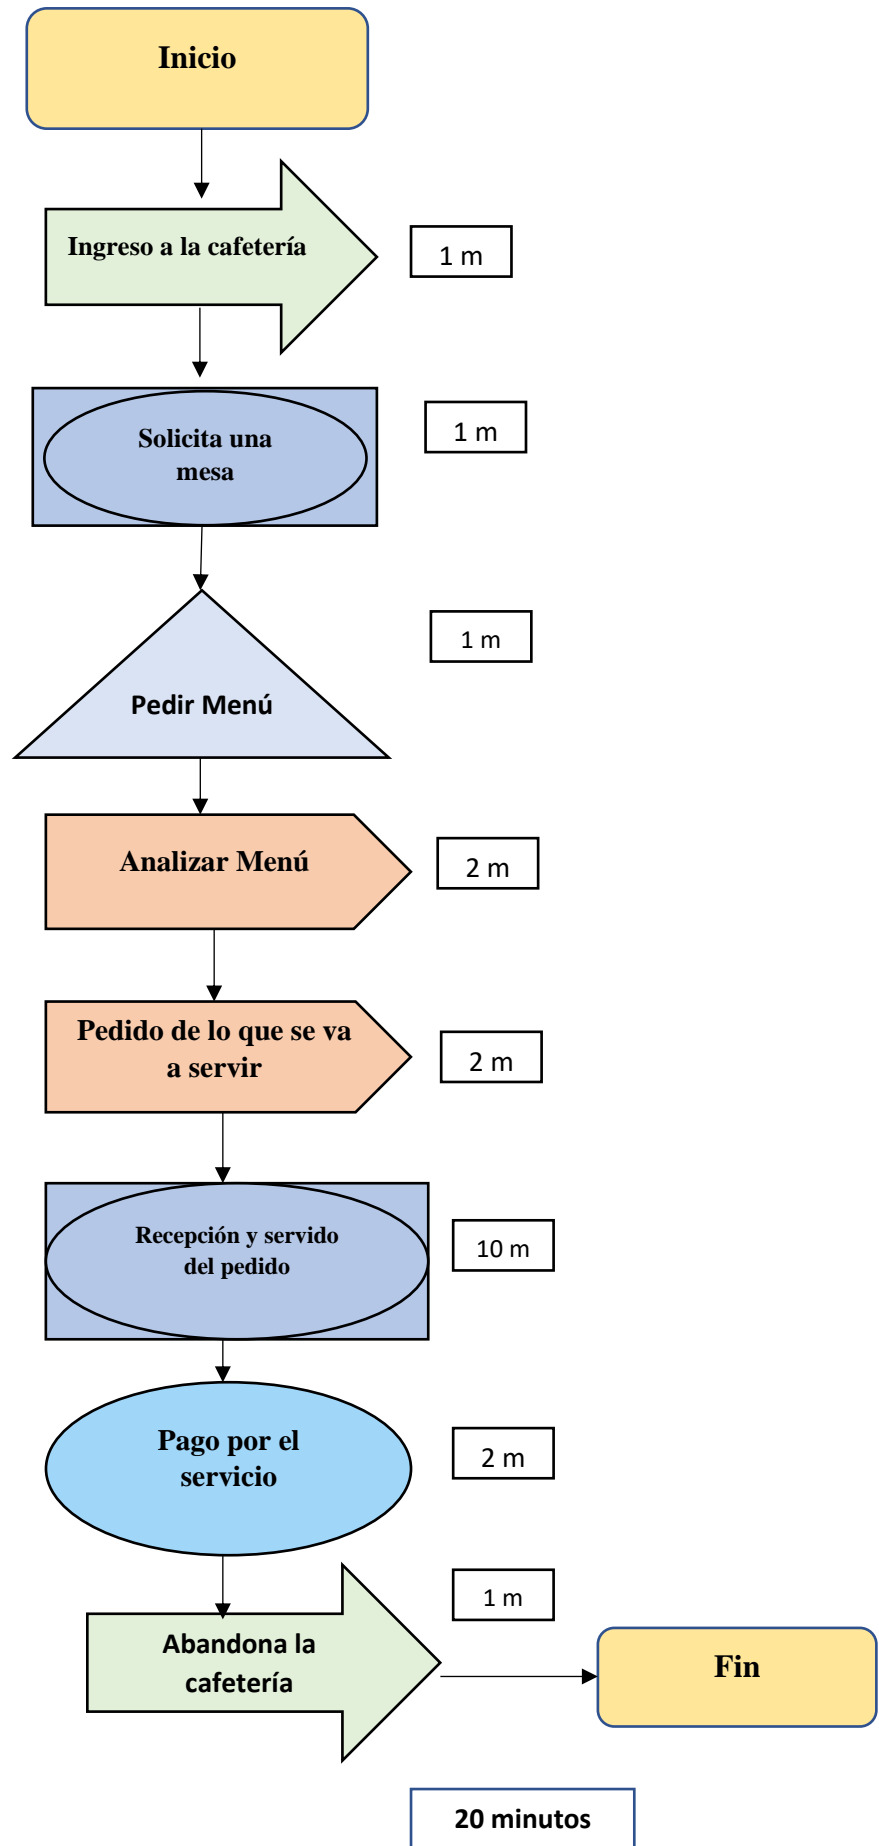 Inicio
Ingreso a la cafetería
1 m
Solicita una
mesa
1 m
1 m
Pedir Menú
Analizar Menú
2 m
Pedido de lo que se va
a servir
2 m
Recepción y servido
del pedido
10 m
Pago por el
servicio
2 m
1 m
Abandona la
cafetería
Fin
20 minutos